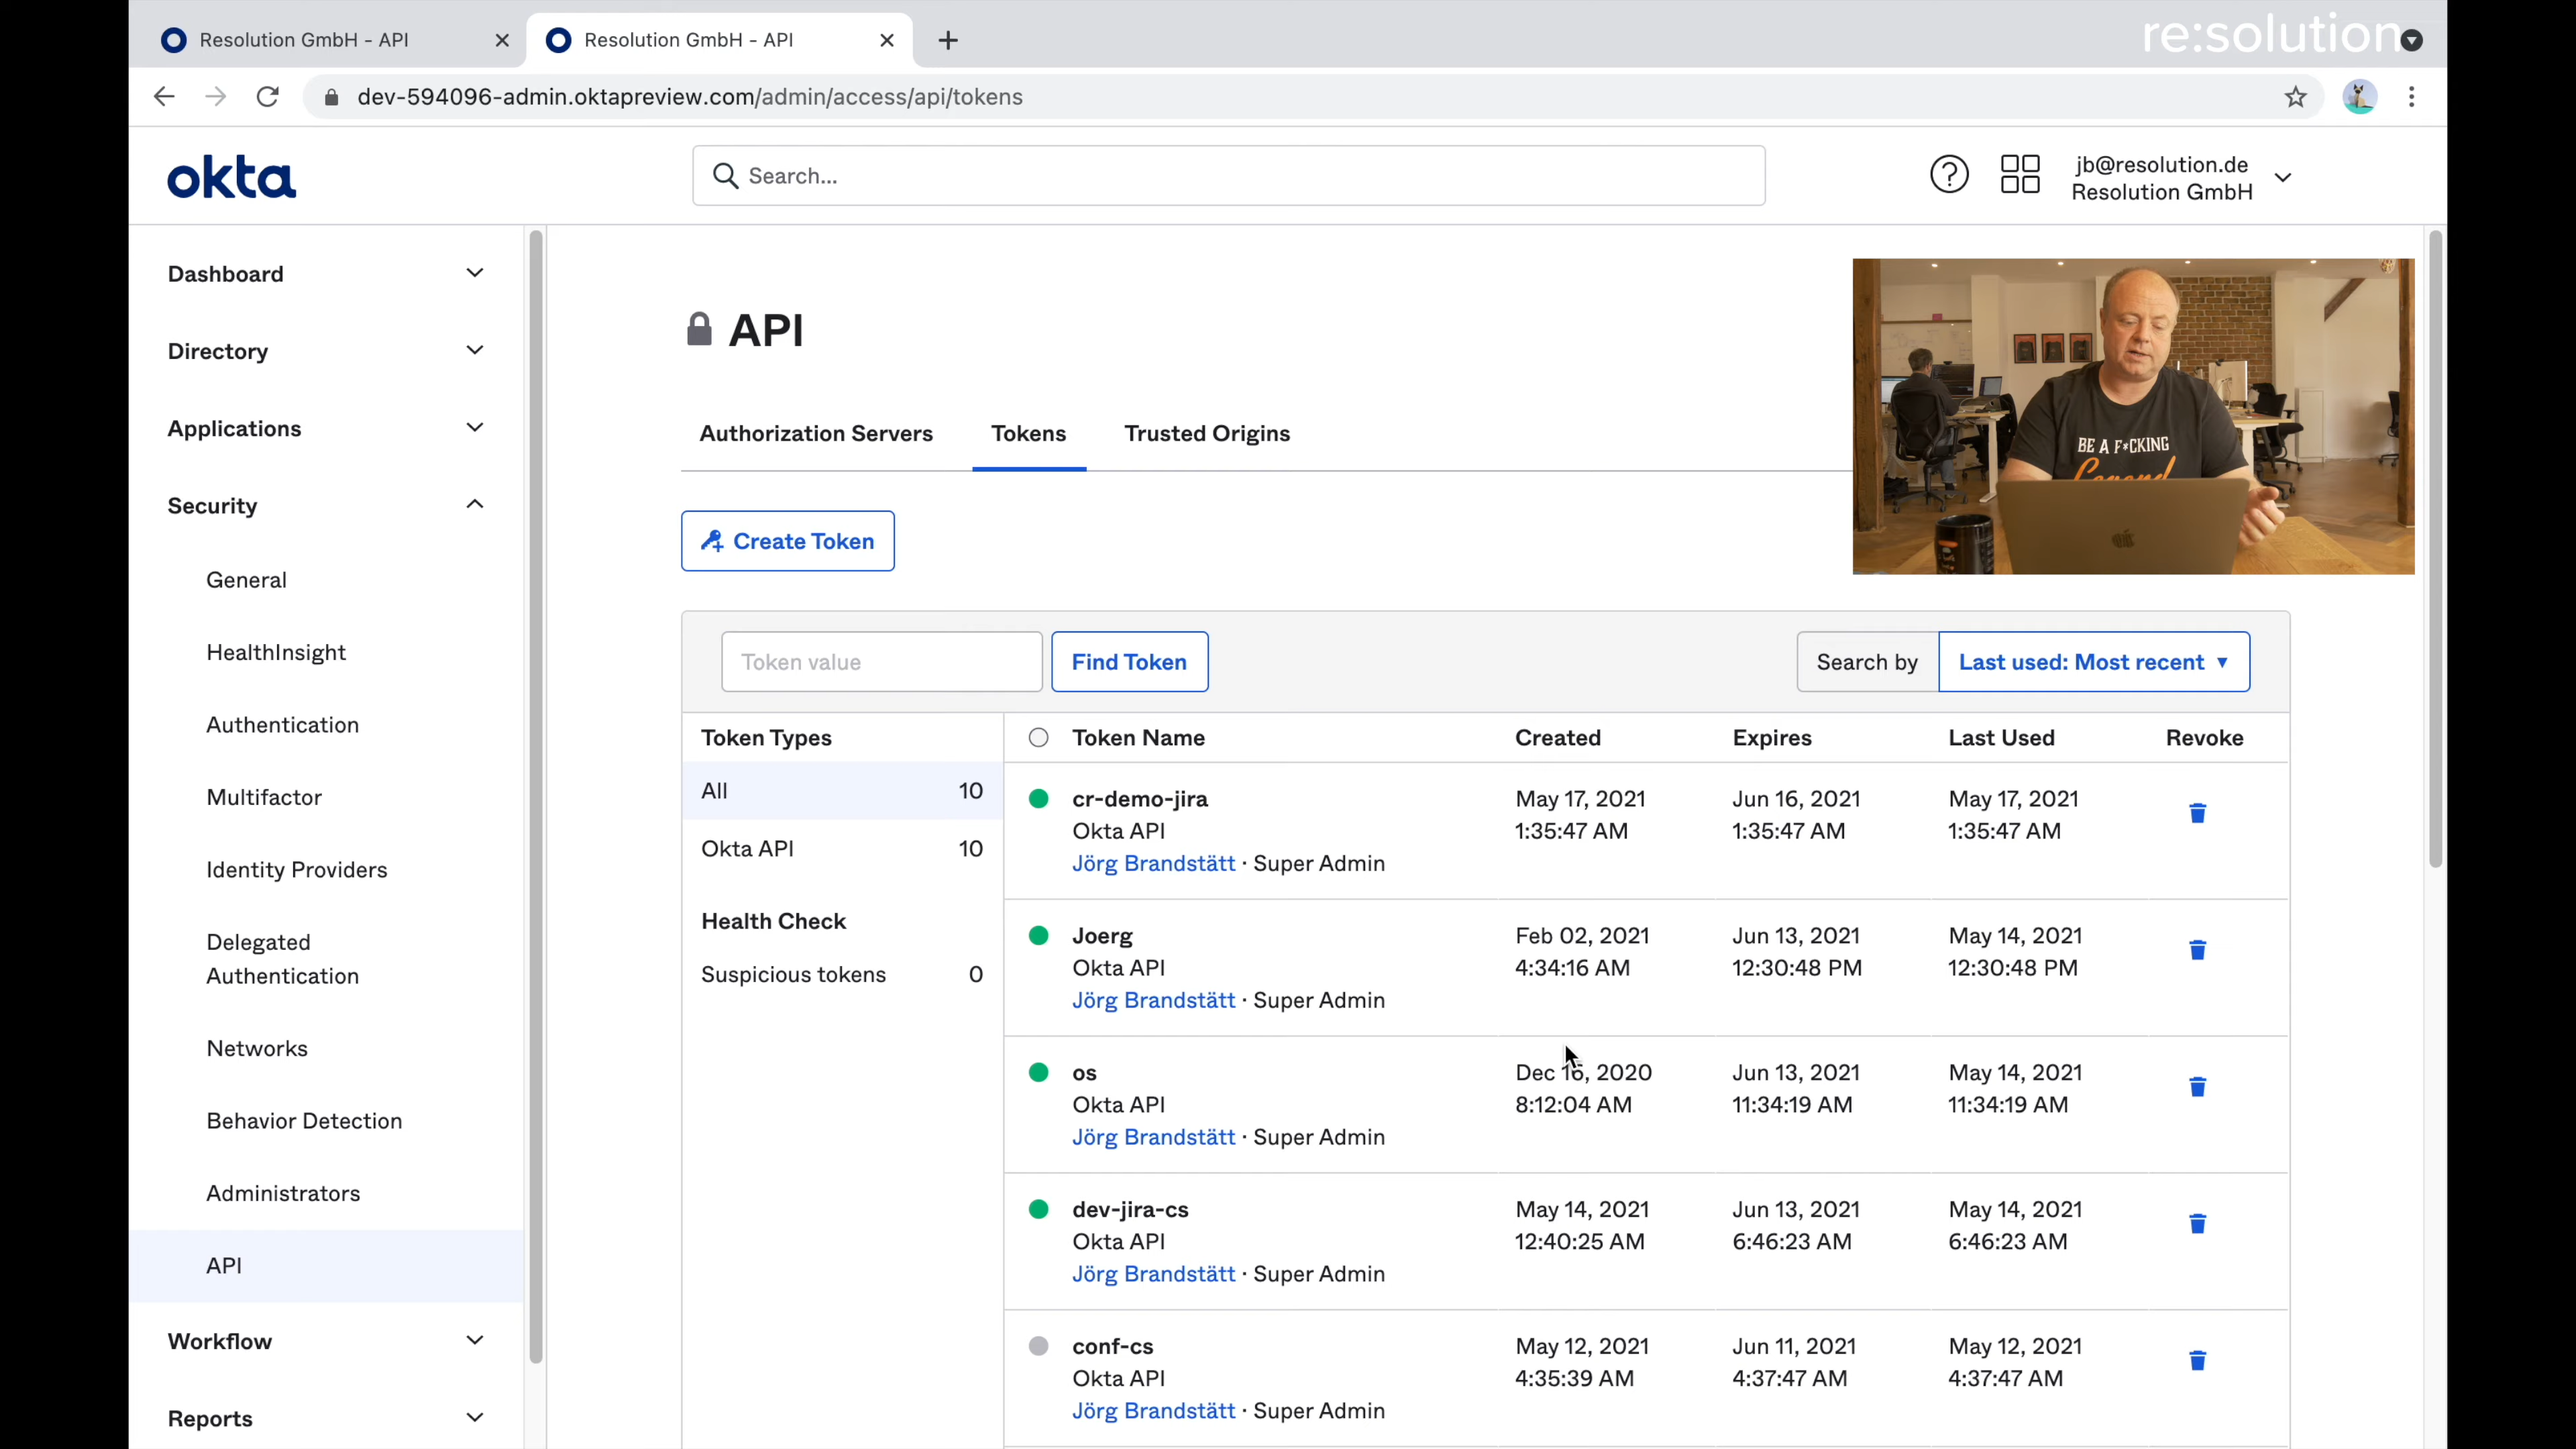 Resolution GmbH - API
Resolution GmbH - API
re:solution
dev-594096-admin.oktapreview.com/admin/access/api/tokens
okta
Search...
jb@resolution.de
Resolution GmbH
Dashboard
Directory
Applications
Security
General
HealthInsight
Authentication
Multifactor
Identity Providers
Delegated
Authentication
Networks
Behavior Detection
Administrators
API
Workflow
Reports
API
Authorization Servers Tokens Trusted Origins
BE A F*CKING
Legend
Create Token
Token value Find Token Search by Last used: Most recent
Token Types
All 10
Okta API 10
Health Check
Suspicious tokens 0
Token Name Created Expires Last Used Revoke
cr-demo-jira May 17, 2021 Jun 16, 2021 May 17, 2021
Okta API 1:35:47 AM 1:35:47 AM 1:35:47 AM
Jörg Brandstätt · Super Admin
Joerg Feb 02, 2021 Jun 13, 2021 May 14, 2021
Okta API 4:34:16 AM 12:30:48 PM 12:30:48 PM
Jörg Brandstätt · Super Admin
os Dec 16, 2020 Jun 13, 2021 May 14, 2021
Okta API 8:12:04 AM 11:34:19 AM 11:34:19 AM
Jörg Brandstätt · Super Admin
dev-jira-cs May 14, 2021 Jun 13, 2021 May 14, 2021
Okta API 12:40:25 AM 6:46:23 AM 6:46:23 AM
Jörg Brandstätt · Super Admin
conf-cs May 12, 2021 Jun 11, 2021 May 12, 2021
Okta API 4:35:39 AM 4:37:47 AM 4:37:47 AM
Jörg Brandstätt · Super Admin